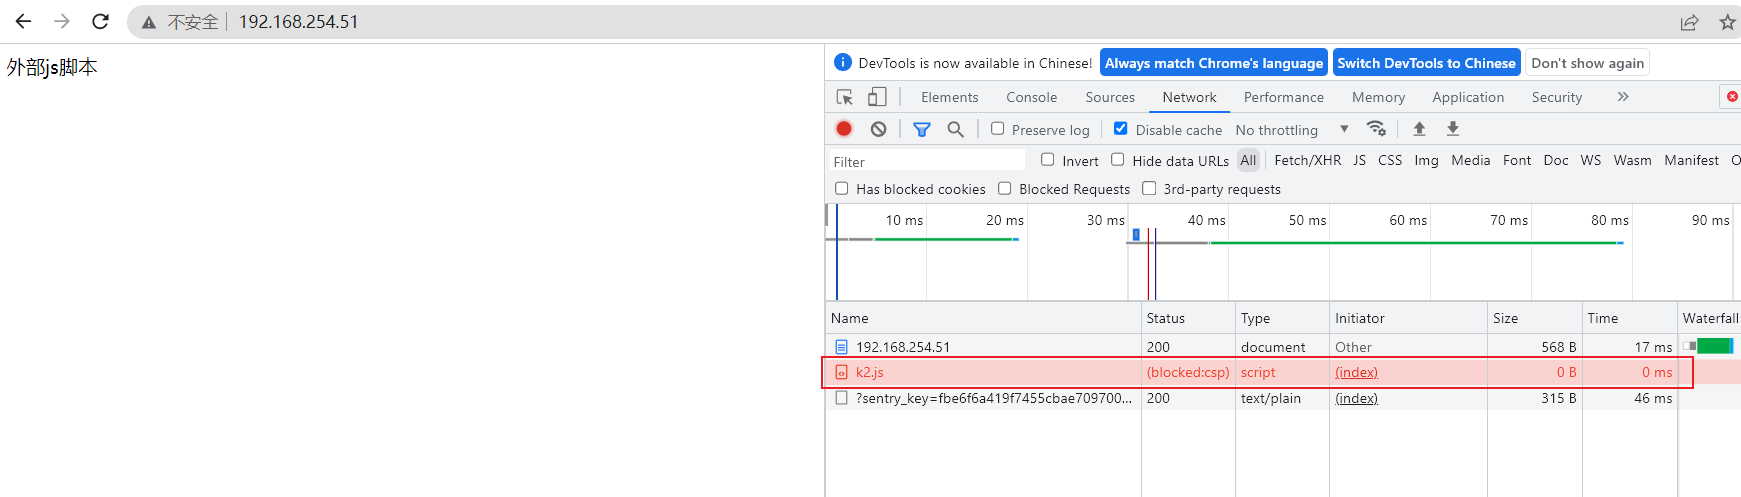 不安全 192.168.254.51
外部js脚本
DevTools is now available in Chinese! Always match Chrome's language Switch DevTools to Chinese Don't show again
Elements Console Sources Network Performance Memory Application Security
Preserve log Disable cache No throttling
Filter Invert Hide data URLs All Fetch/XHR JS CSS Img Media Font Doc WS Wasm Manifest
Has blocked cookies Blocked Requests 3rd-party requests
10 ms 20 ms 30 ms 40 ms 50 ms 60 ms 70 ms 80 ms 90 ms
Name Status Type Initiator Size Time Waterfall
192.168.254.51 200 document Other 568 B 17 ms
k2.js (blocked:csp) script (index) 0 B 0 ms
?sentry_key=fbe6f6a419f7455cbae709700... 200 text/plain (index) 315 B 46 ms